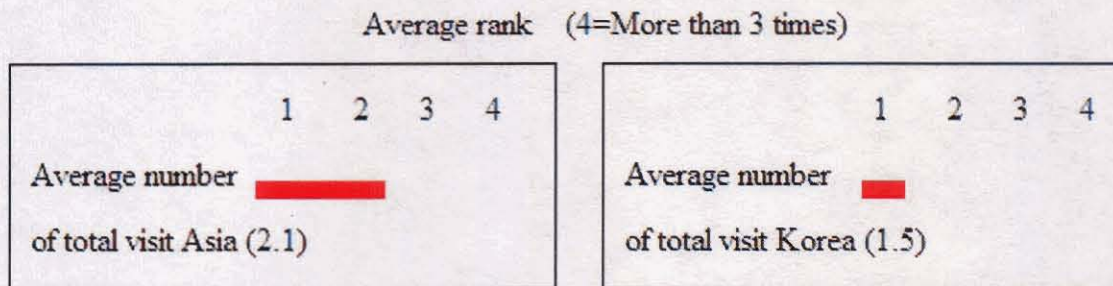 Average rank (4=More than 3 times)
1 2 3 4
Average number
of total visit Asia (2.1)
1 2 3 4
Average number
of total visit Korea (1.5)